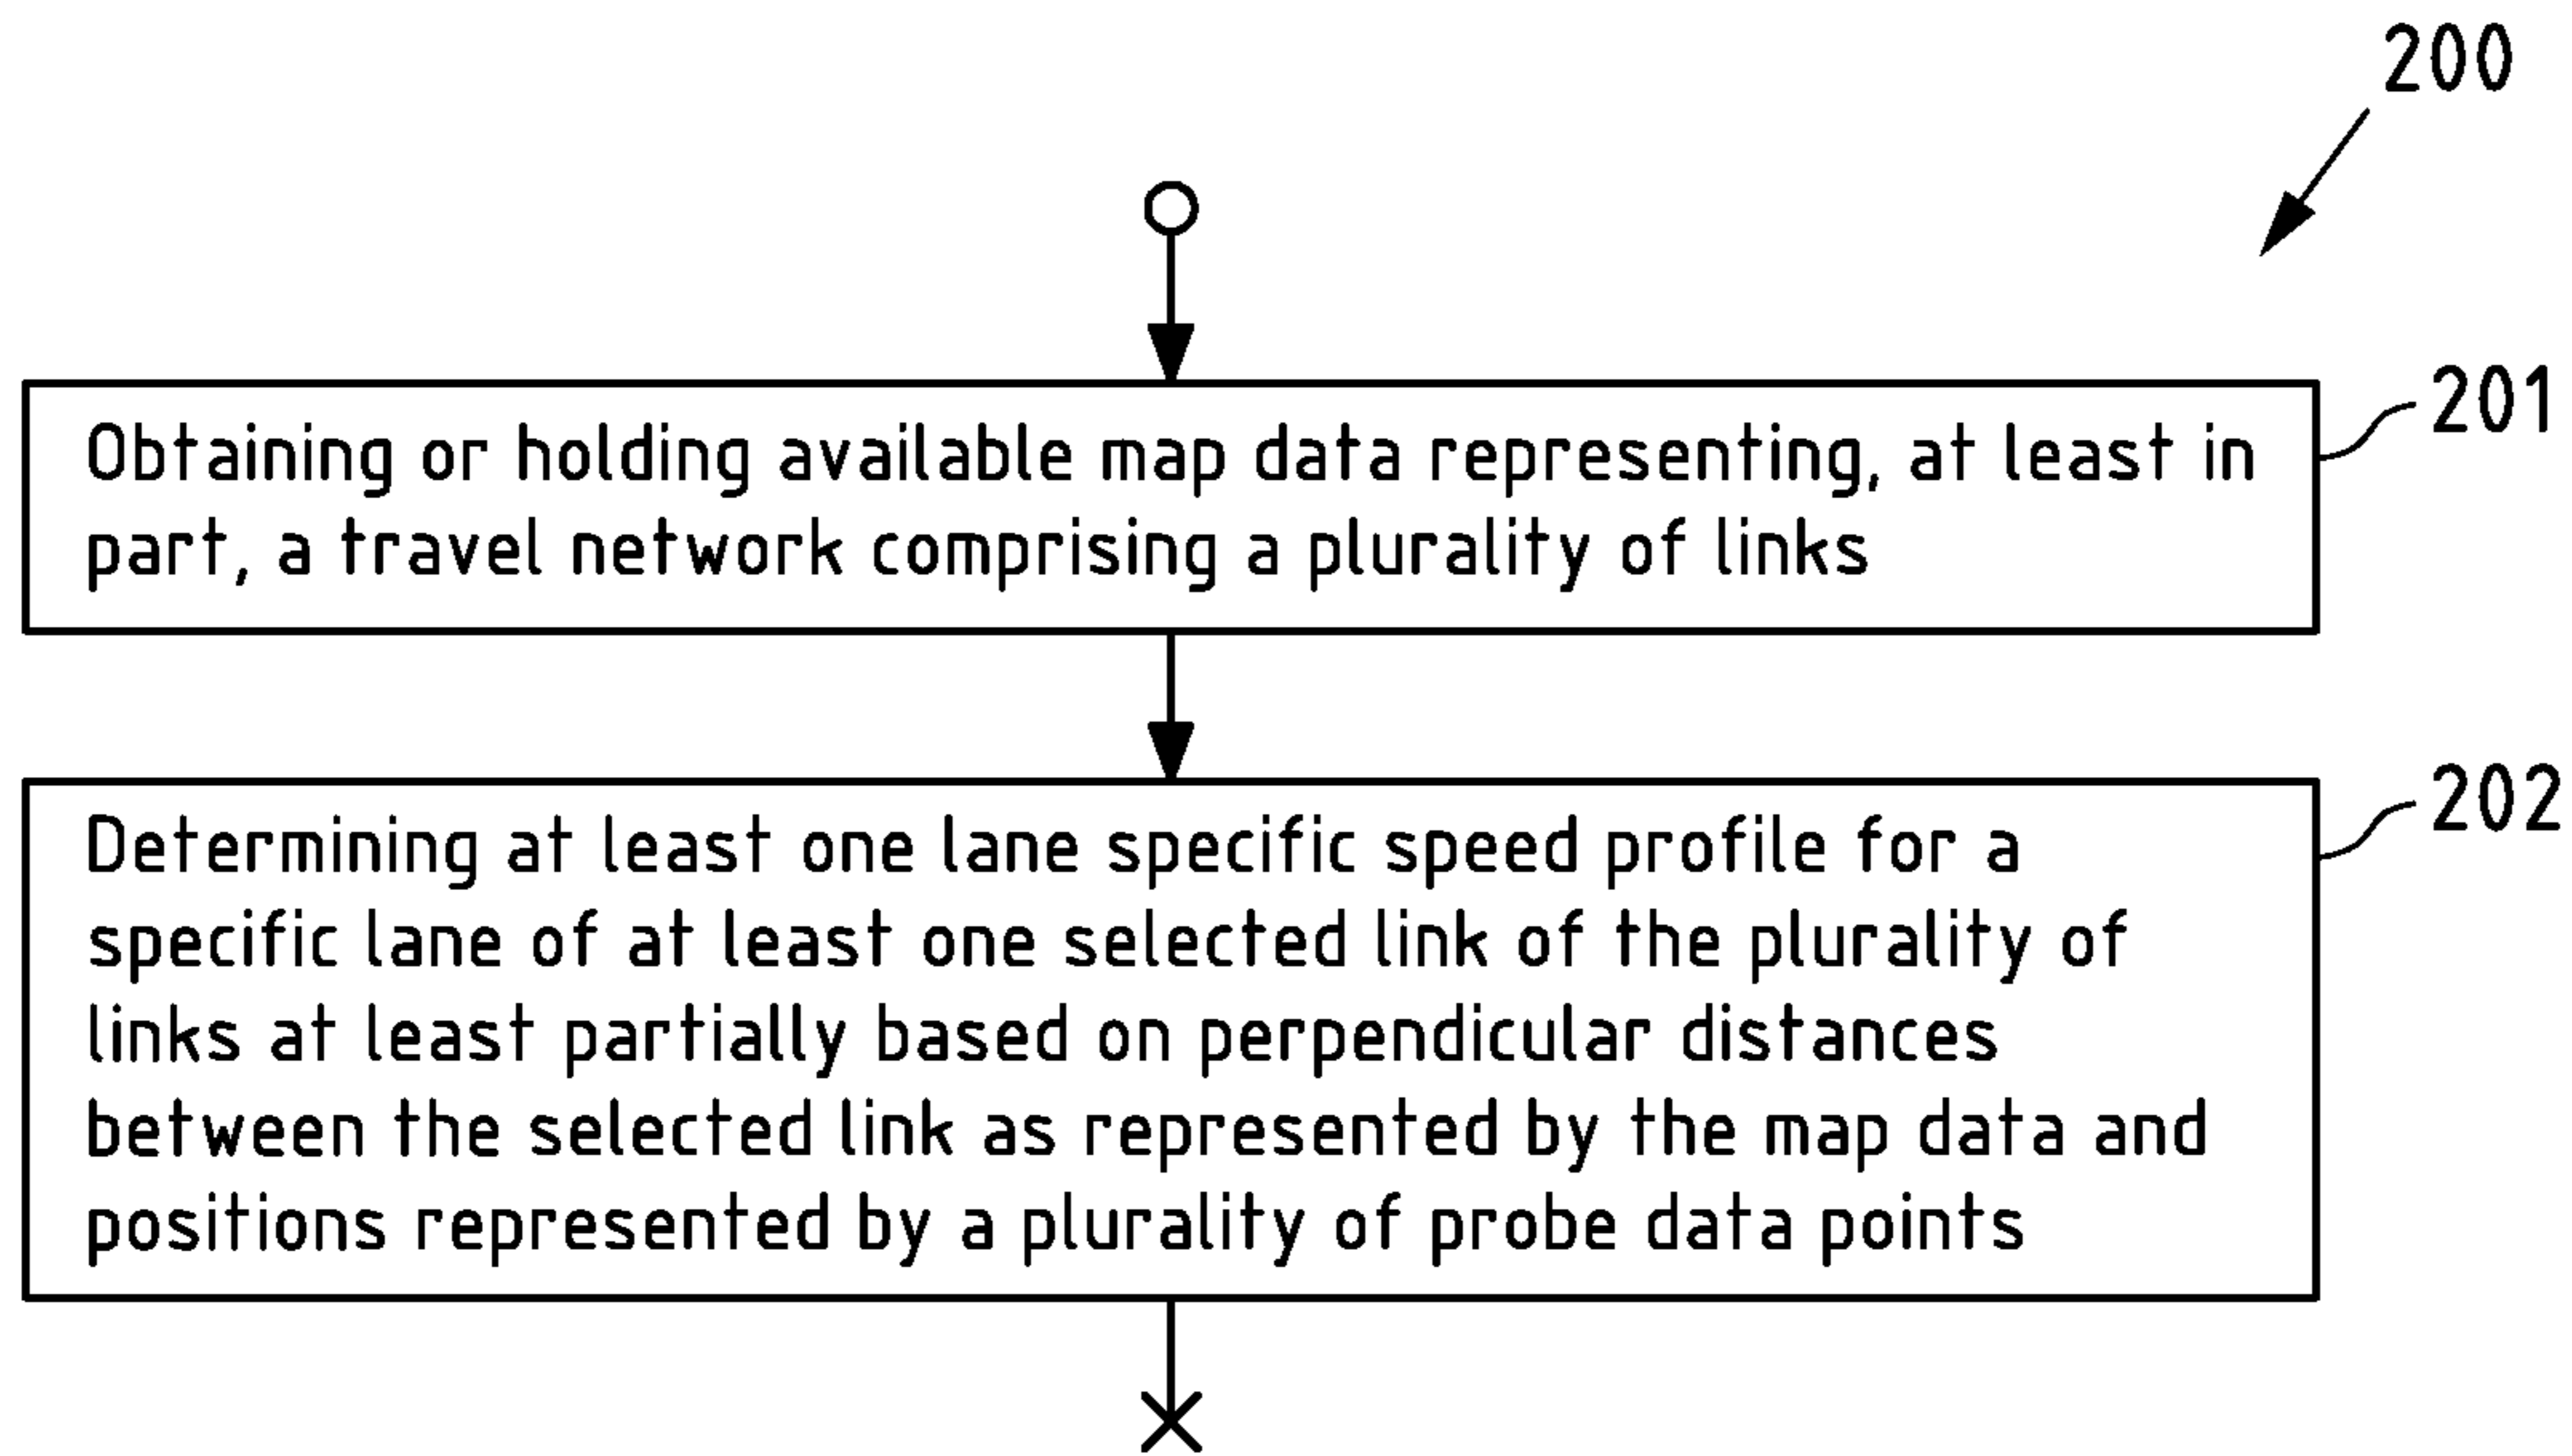 200
201
Obtaining or holding available map data representing, at least in
part, a travel network comprising a plurality of links
202
Determining at least one lane specific speed profile for a
specific lane of at least one selected link of the plurality of
links at least partially based on perpendicular distances
between the selected link as represented by the map data and
positions represented by a plurality of probe data points